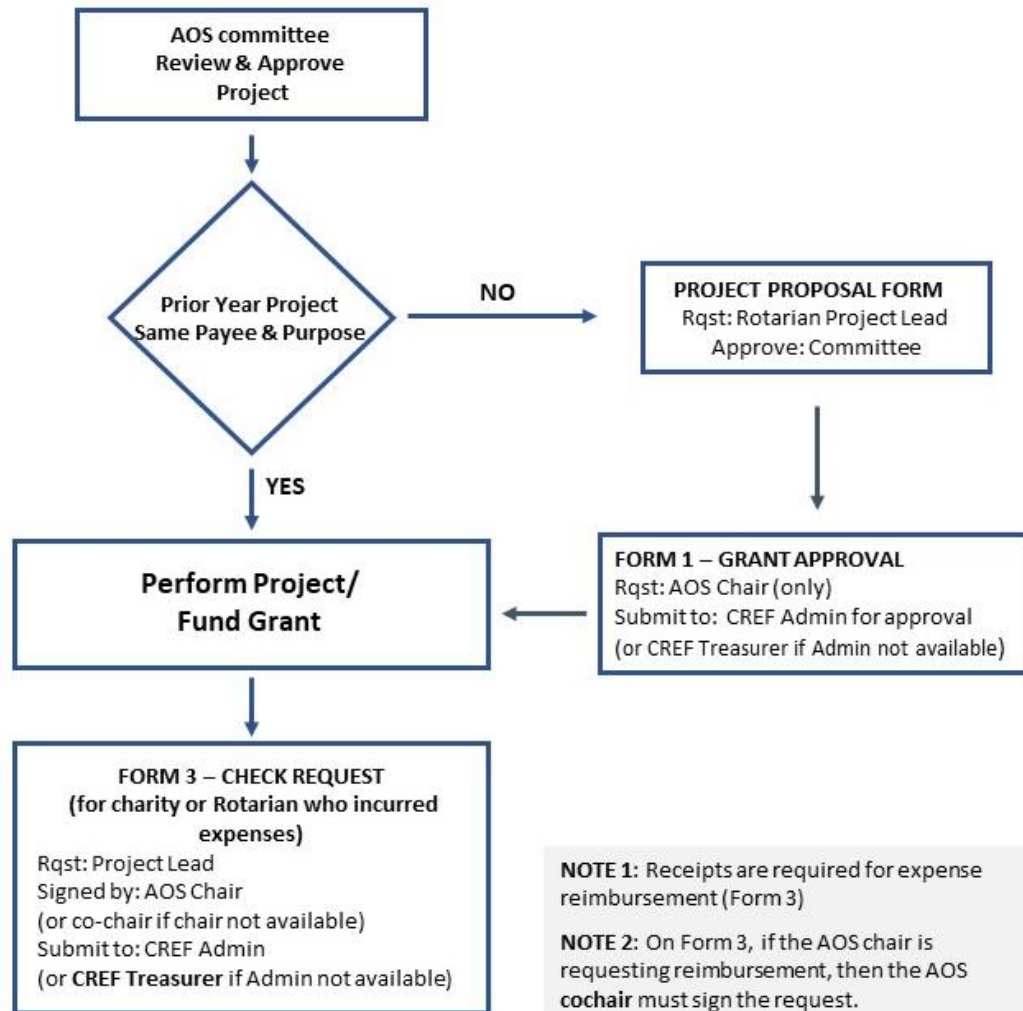 AOS committee
Review & Approve
Project
Prior Year Project
Same Payee & Purpose
NO
PROJECT PROPOSAL FORM
Rqst: Rotarian Project Lead
Approve: Committee
YES
FORM 1 – GRANT APPROVAL
Rqst: AOS Chair (only)
Submit to: CREF Admin for approval
(or CREF Treasurer if Admin not available)
Perform Project/
Fund Grant
FORM 3 – CHECK REQUEST
(for charity or Rotarian who incurred
expenses)
Rqst: Project Lead
Signed by: AOS Chair
(or co-chair if chair not available)
Submit to: CREF Admin
(or CREF Treasurer if Admin not available)
NOTE 1: Receipts are required for expense
reimbursement (Form 3)
NOTE 2: On Form 3, if the AOS chair is
requesting reimbursement, then the AOS
cochair must sign the request.